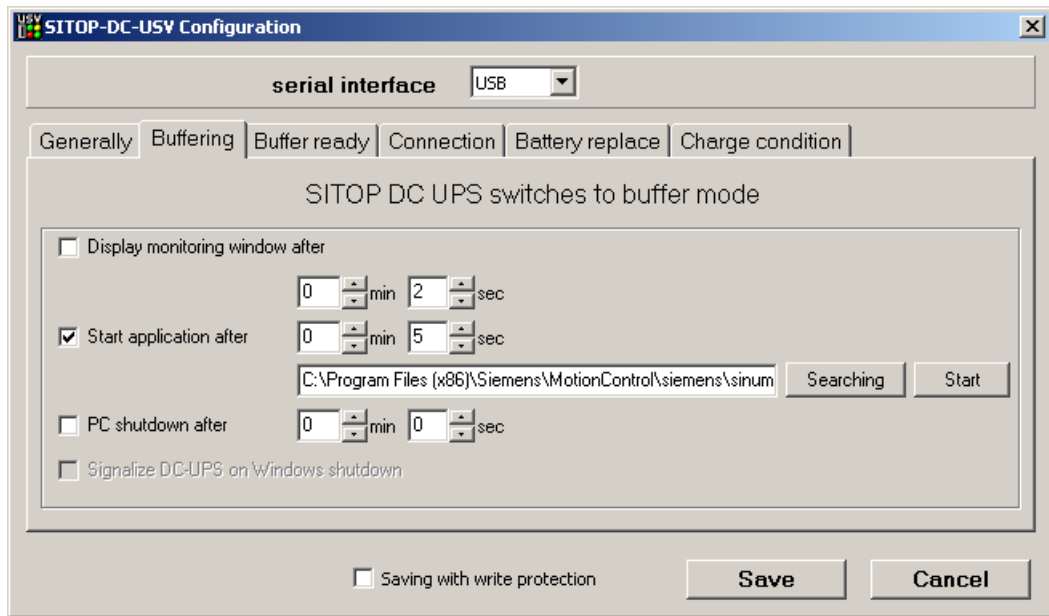 USV SITOP-DC-USV Configuration
serial interface USB
Generally Buffering Buffer ready Connection Battery replace Charge condition
SITOP DC UPS switches to buffer mode
Display monitoring window after
0 min 2 sec
Start application after 0 min 5 sec
C:\Program Files (x86)\Siemens\MotionControl\siemens\sinum Searching Start
PC shutdown after 0 min 0 sec
Signalize DC-UPS on Windows shutdown
Saving with write protection Save Cancel